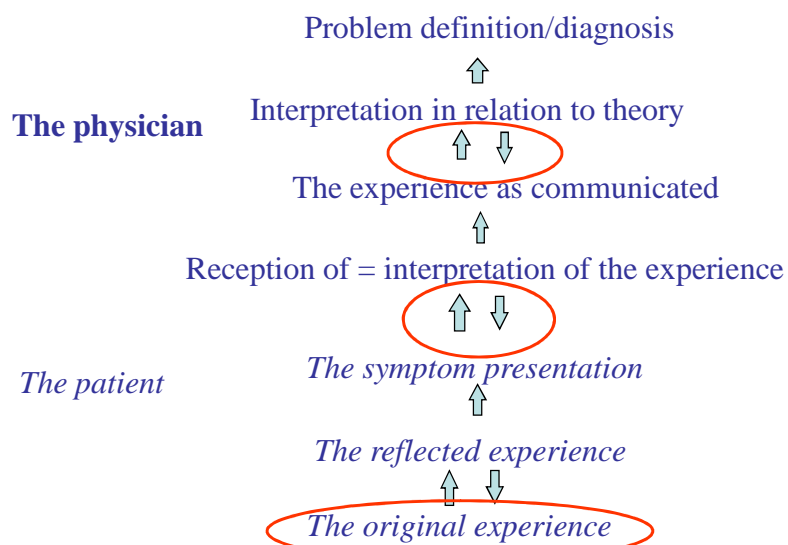 Problem definition/diagnosis
The physician
Interpretation in relation to theory
The experience as communicated
Reception of = interpretation of the experience
The patient
The symptom presentation
The reflected experience
The original experience